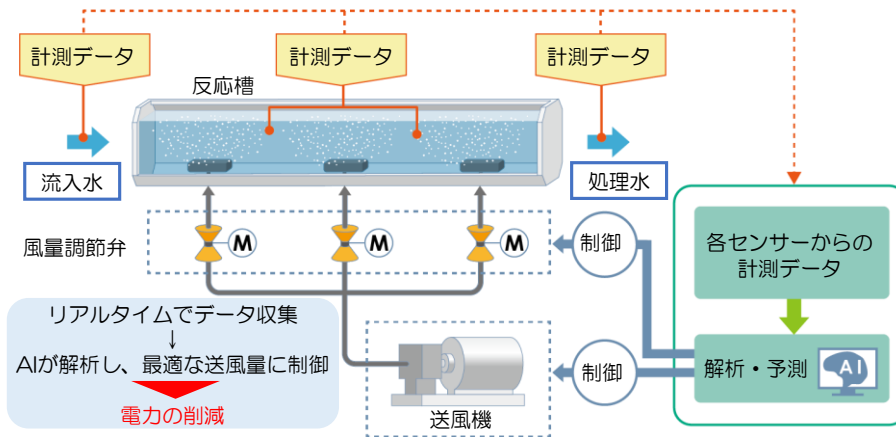 計測データ
計測データ
計測データ
反応槽
流入水
処理水
風量調節弁
M
M
M
制御
各センサーからの
計測データ
リアルタイムでデータ収集
↓
AIが解析し、最適な送風量に制御
電力の削減
送風機
制御
解析・予測
AI